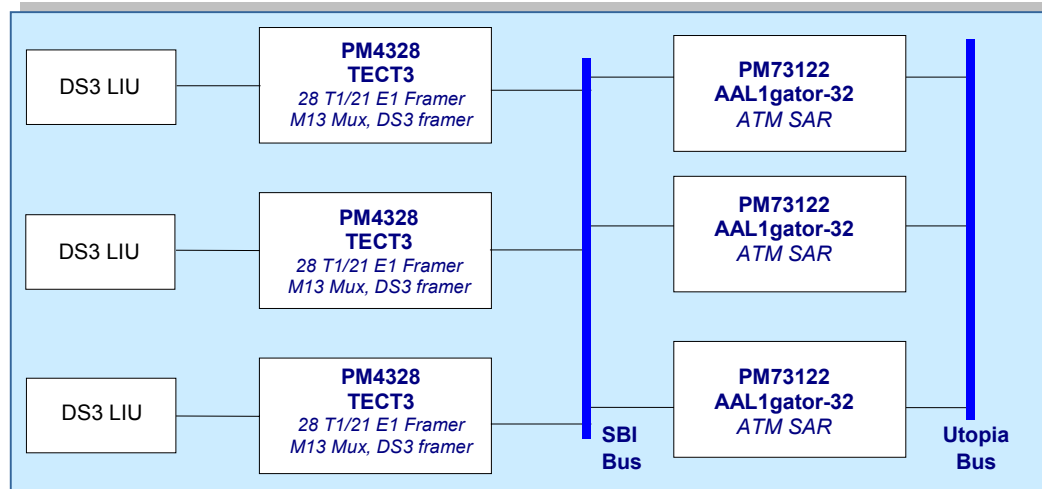 DS3 LIU
PM4328
TECT3
28 T1/21 E1 Framer
M13 Mux, DS3 framer
PM73122
AAL1gator-32
ATM SAR
DS3 LIU
PM4328
TECT3
28 T1/21 E1 Framer
M13 Mux, DS3 framer
PM73122
AAL1gator-32
ATM SAR
DS3 LIU
PM4328
TECT3
28 T1/21 E1 Framer
M13 Mux, DS3 framer
PM73122
AAL1gator-32
ATM SAR
SBI
Bus
Utopia
Bus